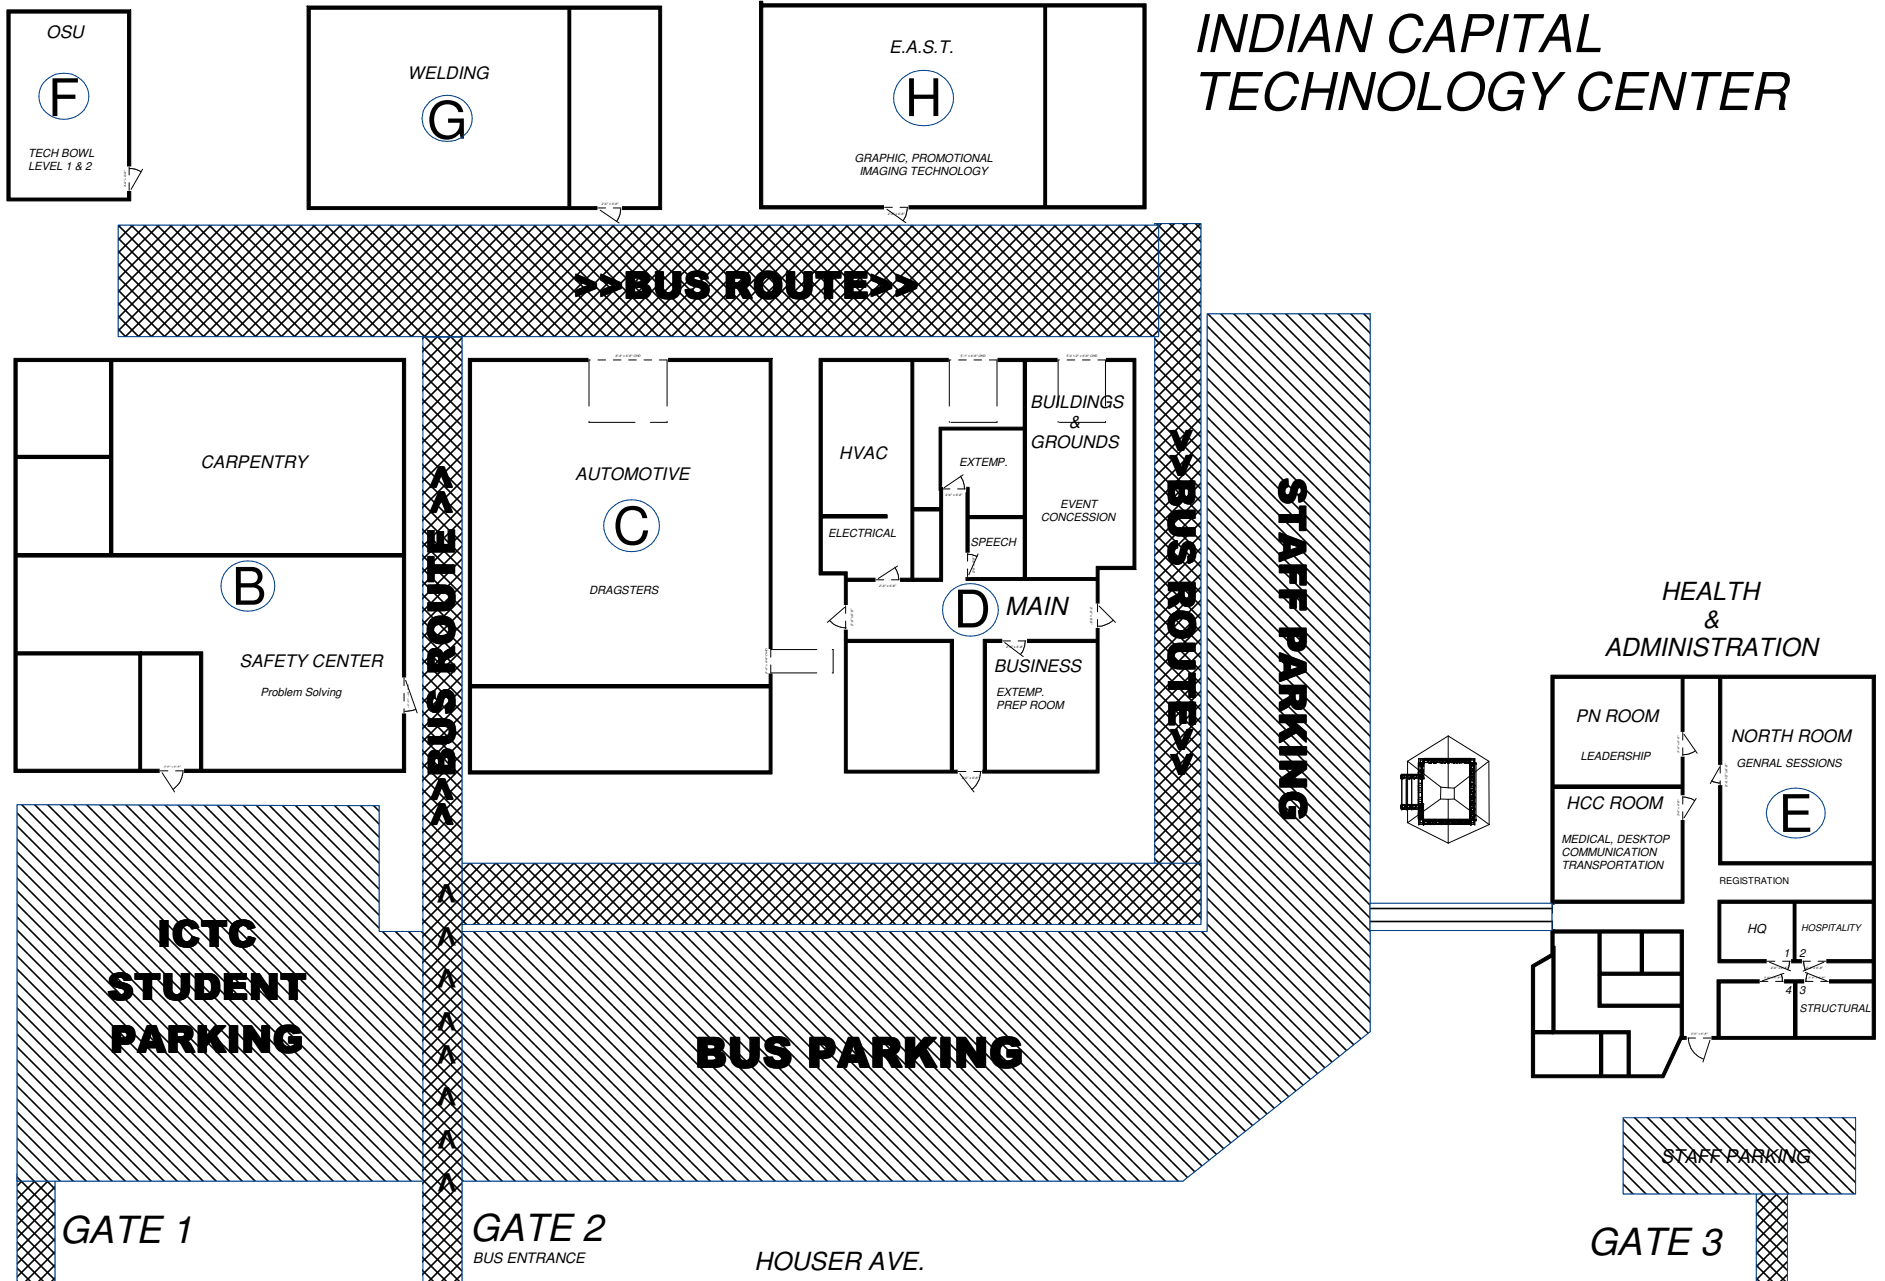 INDIAN CAPITAL
TECHNOLOGY CENTER
OSU
F
TECH BOWL
LEVEL 1 & 2
WELDING
G
E.A.S.T.
H
GRAPHIC, PROMOTIONAL
IMAGING TECHNOLOGY
>>BUS ROUTE>>
CARPENTRY
B
SAFETY CENTER
Problem Solving
>>BUS ROUTE >>
AUTOMOTIVE
C
DRAGSTERS
HVAC
ELECTRICAL
EXTEMP.
SPEECH
BUILDINGS
&
GROUNDS
EVENT
CONCESSION
D
MAIN
BUSINESS
EXTEMP.
PREP ROOM
>>BUS ROUTE>>
STAFF PARKING
HEALTH
&
ADMINISTRATION
PN ROOM
LEADERSHIP
NORTH ROOM
GENRAL SESSIONS
E
HCC ROOM
MEDICAL, DESKTOP
COMMUNICATION
TRANSPORTATION
REGISTRATION
HQ
HOSPITALITY
1 2
4 3
STRUCTURAL
ICTC
STUDENT
PARKING
> > > > > > > >
BUS PARKING
STAFF PARKING
GATE 1
GATE 2
BUS ENTRANCE
HOUSER AVE.
GATE 3